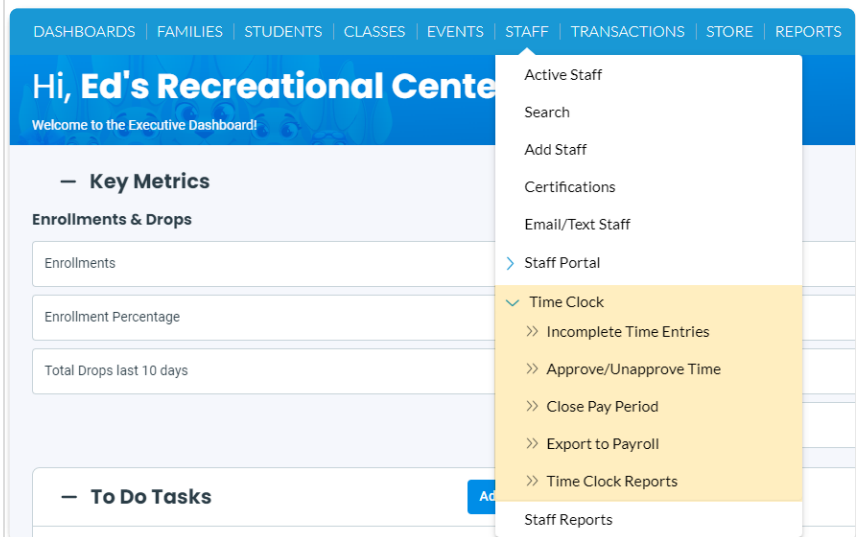 DASHBOARDS | FAMILIES | STUDENTS | CLASSES | EVENTS | STAFF | TRANSACTIONS | STORE | REPORTS
Hi, Ed's Recreational Cente
Welcome to the Executive Dashboard!
Key Metrics
Enrollments & Drops
Enrollments
Enrollment Percentage
Total Drops last 10 days
To Do Tasks
Ad
Active Staff
Search
Add Staff
Certifications
Email/Text Staff
Staff Portal
Time Clock
Incomplete Time Entries
Approve/Unapprove Time
Close Pay Period
Export to Payroll
Time Clock Reports
Staff Reports